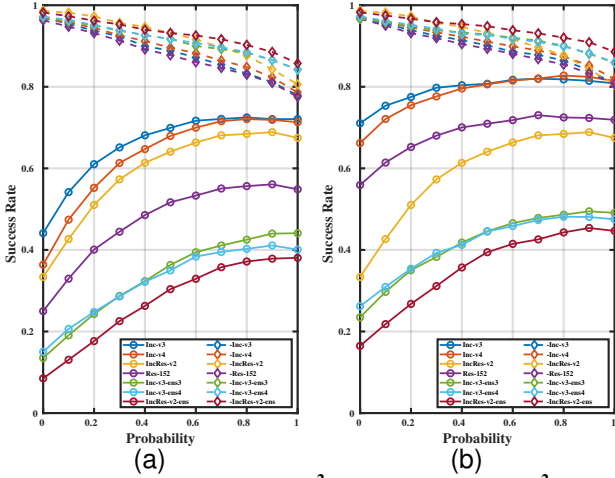 1
0.8
0.6
0.4
0.2
0
Success Rate
0 0.2 0.4 0.6 0.8 1
Probability
Inc-v3 -Inc-v3
Inc-v4 -Inc-v4
IncRes-v2 -IncRes-v2
Res-152 -Res-152
Inc-v3-ens3 -Inc-v3-ens3
Inc-v3-ens4 -Inc-v3-ens4
IncRes-v2-ens -IncRes-v2-ens
(a)
1
0.8
0.6
0.4
0.2
0
Success Rate
0 0.2 0.4 0.6 0.8 1
Probability
Inc-v3 -Inc-v3
Inc-v4 -Inc-v4
IncRes-v2 -IncRes-v2
Res-152 -Res-152
Inc-v3-ens3 -Inc-v3-ens3
Inc-v3-ens4 -Inc-v3-ens4
IncRes-v2-ens -IncRes-v2-ens
(b)